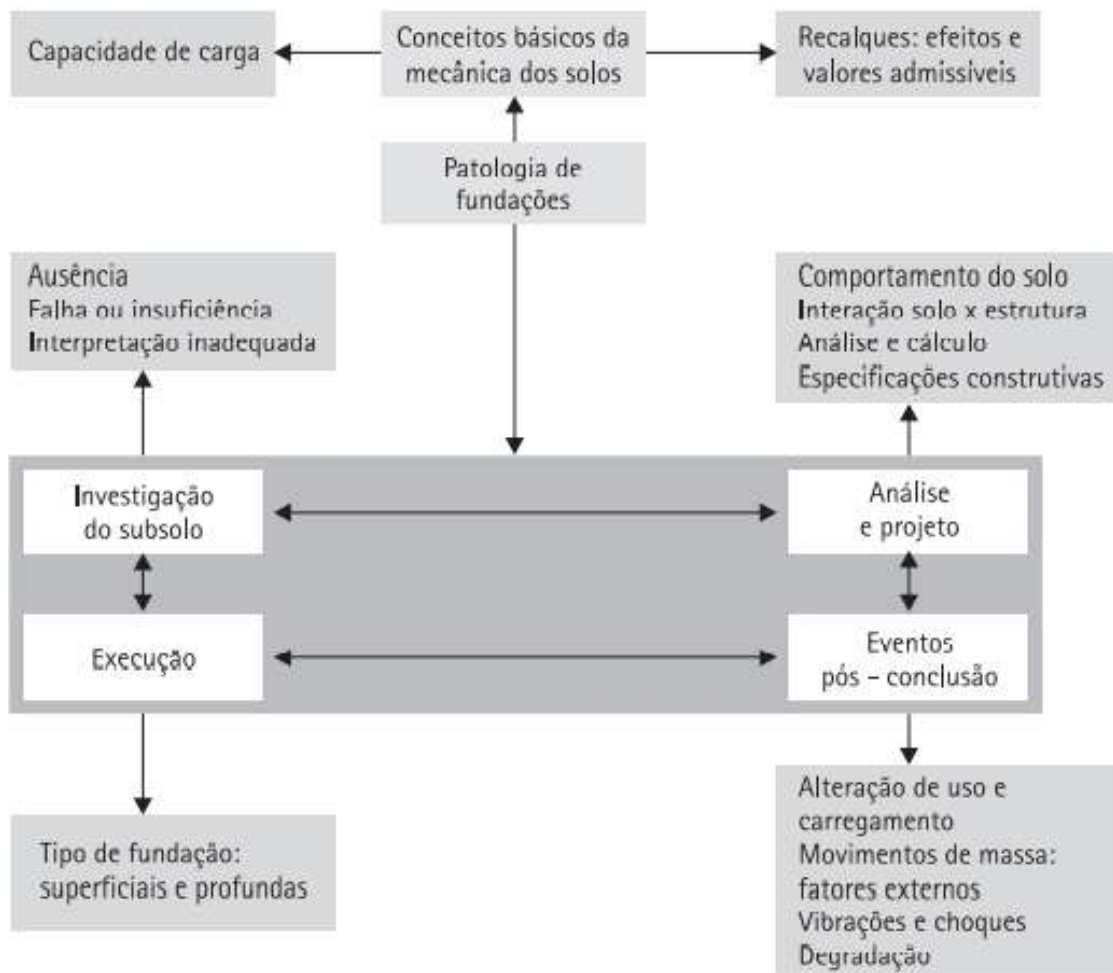 Capacidade de carga
Conceitos básicos da
mecânica dos solos
Recalques: efeitos e
valores admissíveis
Patologia de
fundações
Ausência
Falha ou insuficiência
Interpretação inadequada
Comportamento do solo
Interação solo x estrutura
Análise e cálculo
Especificações construtivas
Investigação
do subsolo
Análise
e projeto
Execução
Eventos
pós – conclusão
Tipo de fundação:
superficiais e profundas
Alteração de uso e
carregamento
Movimentos de massa:
fatores externos
Vibrações e choques
Degradação